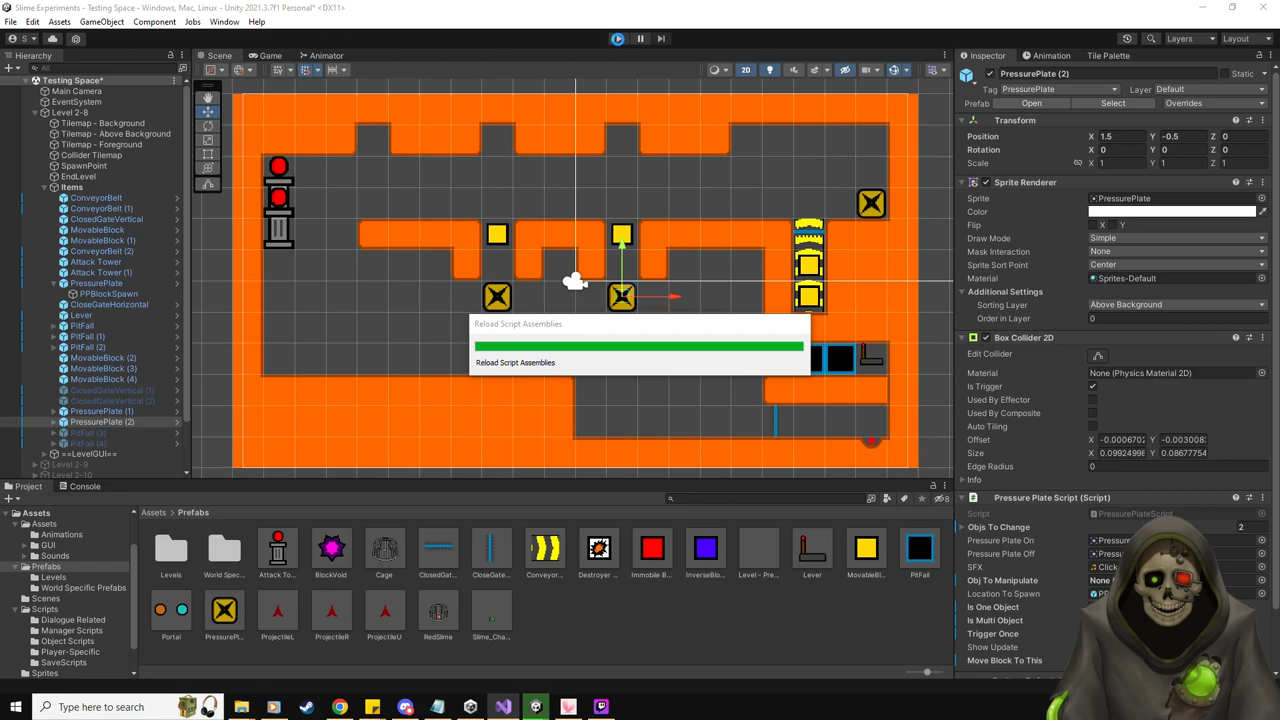 Slime Experiments - Testing Space - Windows, Mac, Linux - Unity 2021.3.7f1 Personal* <DX11>
File Edit Assets GameObject Component Jobs Window Help
S Layers Layout
Hierarchy
All
Testing Space*
Main Camera
EventSystem
Level 2-8
Tilemap - Background
Tilemap - Above Background
Tilemap - Foreground
Collider Tilemap
SpawnPoint
EndLevel
Items
ConveyorBelt
ConveyorBelt (1)
ClosedGateVertical
MovableBlock
MovableBlock (1)
ConveyorBelt (2)
Attack Tower
Attack Tower (1)
PressurePlate
PPBlockSpawn
CloseGateHorizontal
Lever
PitFall
PitFall (1)
PitFall (2)
MovableBlock (2)
MovableBlock (3)
MovableBlock (4)
ClosedGateVertical (1)
ClosedGateVertical (2)
PressurePlate (1)
PressurePlate (2)
PitFall (3)
PitFall (4)
==LevelGUI==
Level 2-9
Level 2-10
Scene Game Animator
2D
Reload Script Assemblies
Reload Script Assemblies
Inspector Animation Tile Palette
PressurePlate (2) Static
Tag PressurePlate Layer Default
Prefab Open Select Overrides
Transform
Position X 1.5 Y -0.5 Z 0
Rotation X 0 Y 0 Z 0
Scale X 1 Y 1 Z 1
Sprite Renderer
Sprite PressurePlate
Color
Flip X Y
Draw Mode Simple
Mask Interaction None
Sprite Sort Point Center
Material Sprites-Default
Additional Settings
Sorting Layer Above Background
Order in Layer 0
Box Collider 2D
Edit Collider
Material None (Physics Material 2D)
Is Trigger
Used By Effector
Used By Composite
Auto Tiling
Offset X -0.0006702 Y -0.003008
Size X 0.0992499 Y 0.08677754
Edge Radius 0
Info
Pressure Plate Script (Script)
Script PressurePlateScript
Objs To Change 2
Pressure Plate On Pressur
Pressure Plate Off Press
SFX Click
Obj To Manipulate None
Location To Spawn PP
Is One Object
Is Multi Object
Trigger Once
Show Update
Move Block To This
Project Console
8
Assets
Assets
Animations
GUI
Sounds
Prefabs
Levels
World Specific Prefabs
Scenes
Scripts
Dialogue Related
Manager Scripts
Object Scripts
Player-Specific
SaveScripts
Sprites
Assets > Prefabs
Levels World Spec... Attack To... BlockVoid Cage ClosedGat... CloseGate... Conveyor... Destroyer ... Immobile B... InverseBlo... Level - Pre... Lever MovableBl... PitFall
Portal PressurePl... ProjectileL ProjectileR ProjectileU RedSlime Slime_Cha...
Type here to search